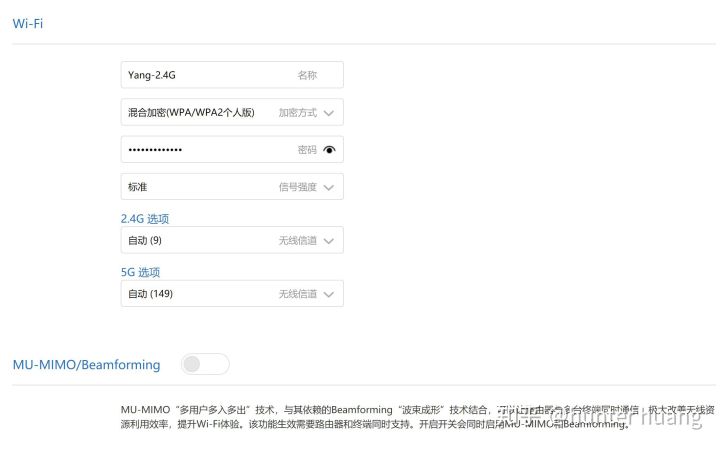 Wi-Fi
Yang-2.4G 名称
混合加密(WPA/WPA2个人版) 加密方式
••••••••••••• 密码
标准 信号强度
2.4G 选项
自动 (9) 无线信道
5G 选项
自动 (149) 无线信道
MU-MIMO/Beamforming
MU-MIMO“多用户多入多出”技术，与其依赖的Beamforming“波束成形”技术结合，可以让路由器与多台终端同时通信，极大改善无线资
源利用效率，提升Wi-Fi体验。该功能生效需要路由器和终端同时支持。开启开关会同时启用MU-MIMO和Beamforming。
知乎 @hunter huang